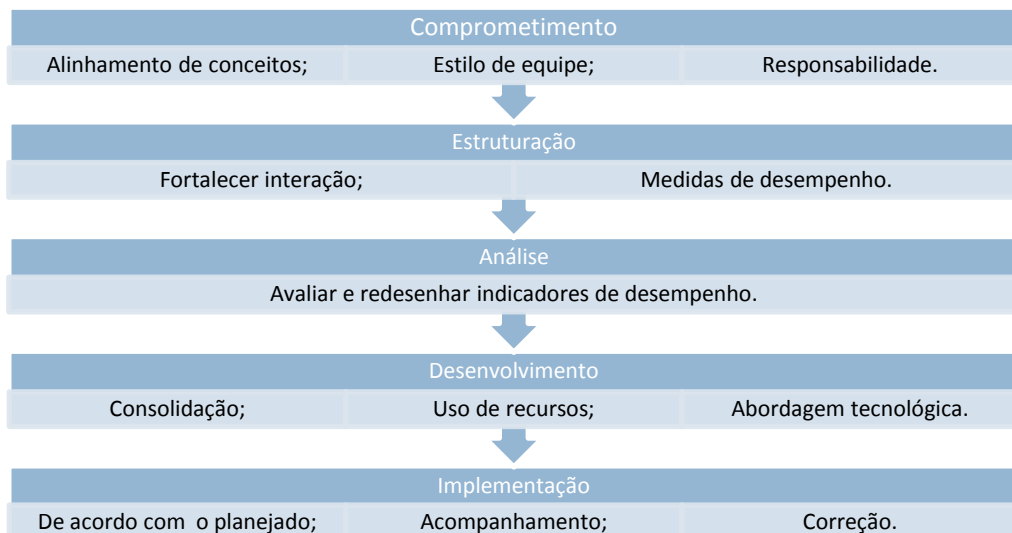 Comprometimento
Alinhamento de conceitos; Estilo de equipe; Responsabilidade.
Estruturação
Fortalecer interação; Medidas de desempenho.
Análise
Avaliar e redesenhar indicadores de desempenho.
Desenvolvimento
Consolidação; Uso de recursos; Abordagem tecnológica.
Implementação
De acordo com  o planejado; Acompanhamento; Correção.